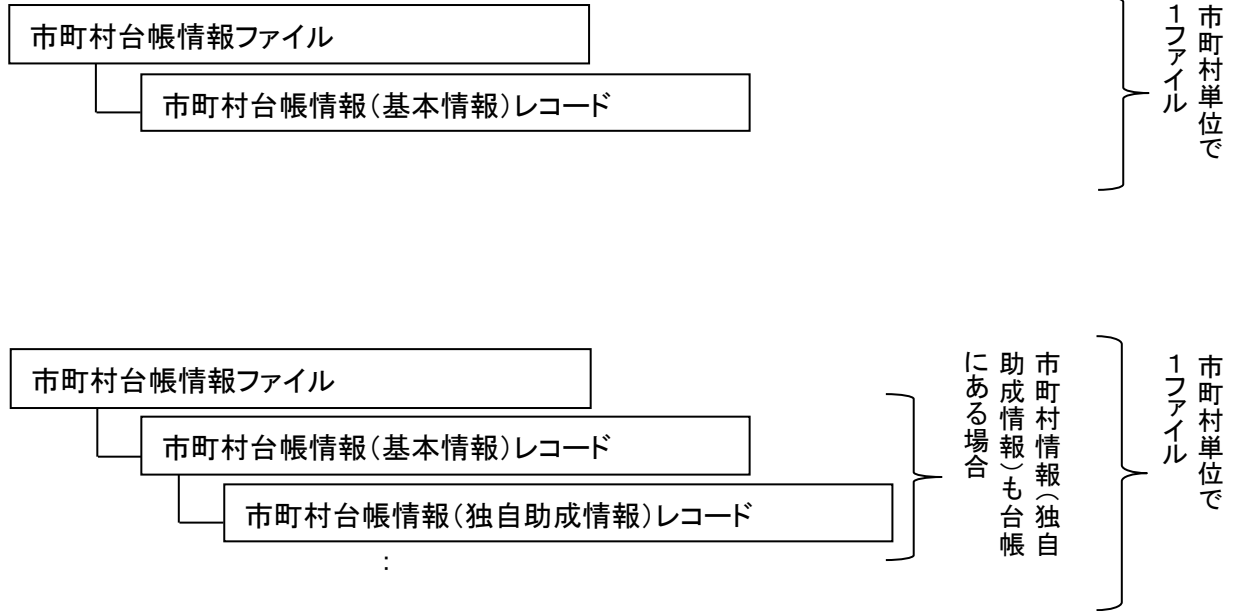 市町村台帳情報ファイル
市町村台帳情報（基本情報）レコード
市町村単位で
１ファイル
市町村台帳情報ファイル
市町村台帳情報（基本情報）レコード
市町村台帳情報（独自助成情報）レコード
：
市町村情報（独自
助成情報）も台帳
にある場合
市町村単位で
１ファイル